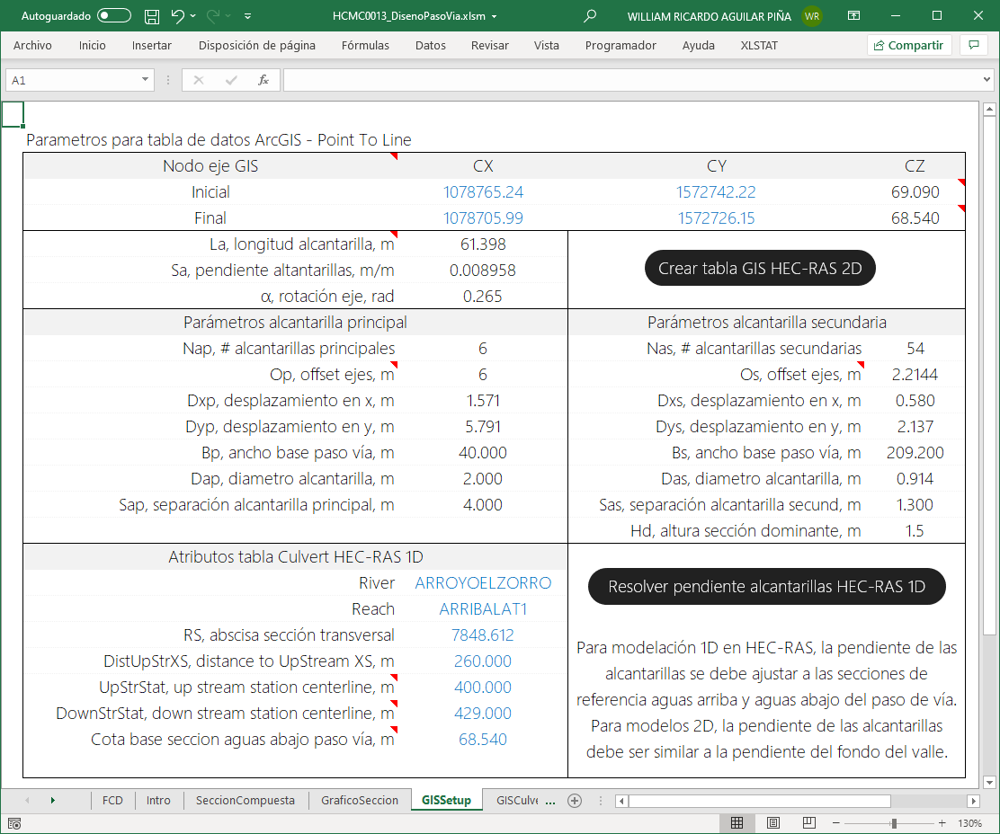 Autoguardado
HCMC0013_DisenoPasoVia.xlsm
WILLIAM RICARDO AGUILAR PIÑA WR
Archivo Inicio Insertar Disposición de página Fórmulas Datos Revisar Vista Programador Ayuda XLSTAT Compartir
A1 fx
Parametros para tabla de datos ArcGIS - Point To Line
Nodo eje GIS CX CY CZ
Inicial 1078765.24 1572742.22 69.090
Final 1078705.99 1572726.15 68.540
La, longitud alcantarilla, m 61.398
Sa, pendiente altantarillas, m/m 0.008958
α, rotación eje, rad 0.265
Crear tabla GIS HEC-RAS 2D
Parámetros alcantarilla principal Parámetros alcantarilla secundaria
Nap, # alcantarillas principales 6 Nas, # alcantarillas secundarias 54
Op, offset ejes, m 6 Os, offset ejes, m 2.2144
Dxp, desplazamiento en x, m 1.571 Dxs, desplazamiento en x, m 0.580
Dyp, desplazamiento en y, m 5.791 Dys, desplazamiento en y, m 2.137
Bp, ancho base paso vía, m 40.000 Bs, ancho base paso vía, m 209.200
Dap, diametro alcantarilla, m 2.000 Das, diametro alcantarilla, m 0.914
Sap, separación alcantarilla principal, m 4.000 Sas, separación alcantarilla secund, m 1.300
Hd, altura sección dominante, m 1.5
Atributos tabla Culvert HEC-RAS 1D
River ARROYOELZORRO
Reach ARRIBALAT1
RS, abscisa sección transversal 7848.612
DistUpStrXS, distance to UpStream XS, m 260.000
UpStrStat, up stream station centerline, m 400.000
DownStrStat, down stream station centerline, m 429.000
Cota base seccion aguas abajo paso vía, m 68.540
Resolver pendiente alcantarillas HEC-RAS 1D
Para modelación 1D en HEC-RAS, la pendiente de las
alcantarillas se debe ajustar a las secciones de
referencia aguas arriba y aguas abajo del paso de vía.
Para modelos 2D, la pendiente de las alcantarillas
debe ser similar a la pendiente del fondo del valle.
FCD Intro SeccionCompuesta GraficoSeccion GISSetup GISCulve ...
130%